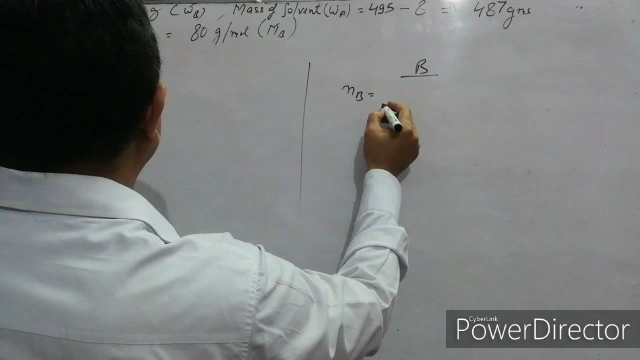 (W_B), Mass of Solvent (W_A) = 495 - 8 = 487 gms
= 80 g/mol (M_B)
B
n_B =
CyberLink
PowerDirector